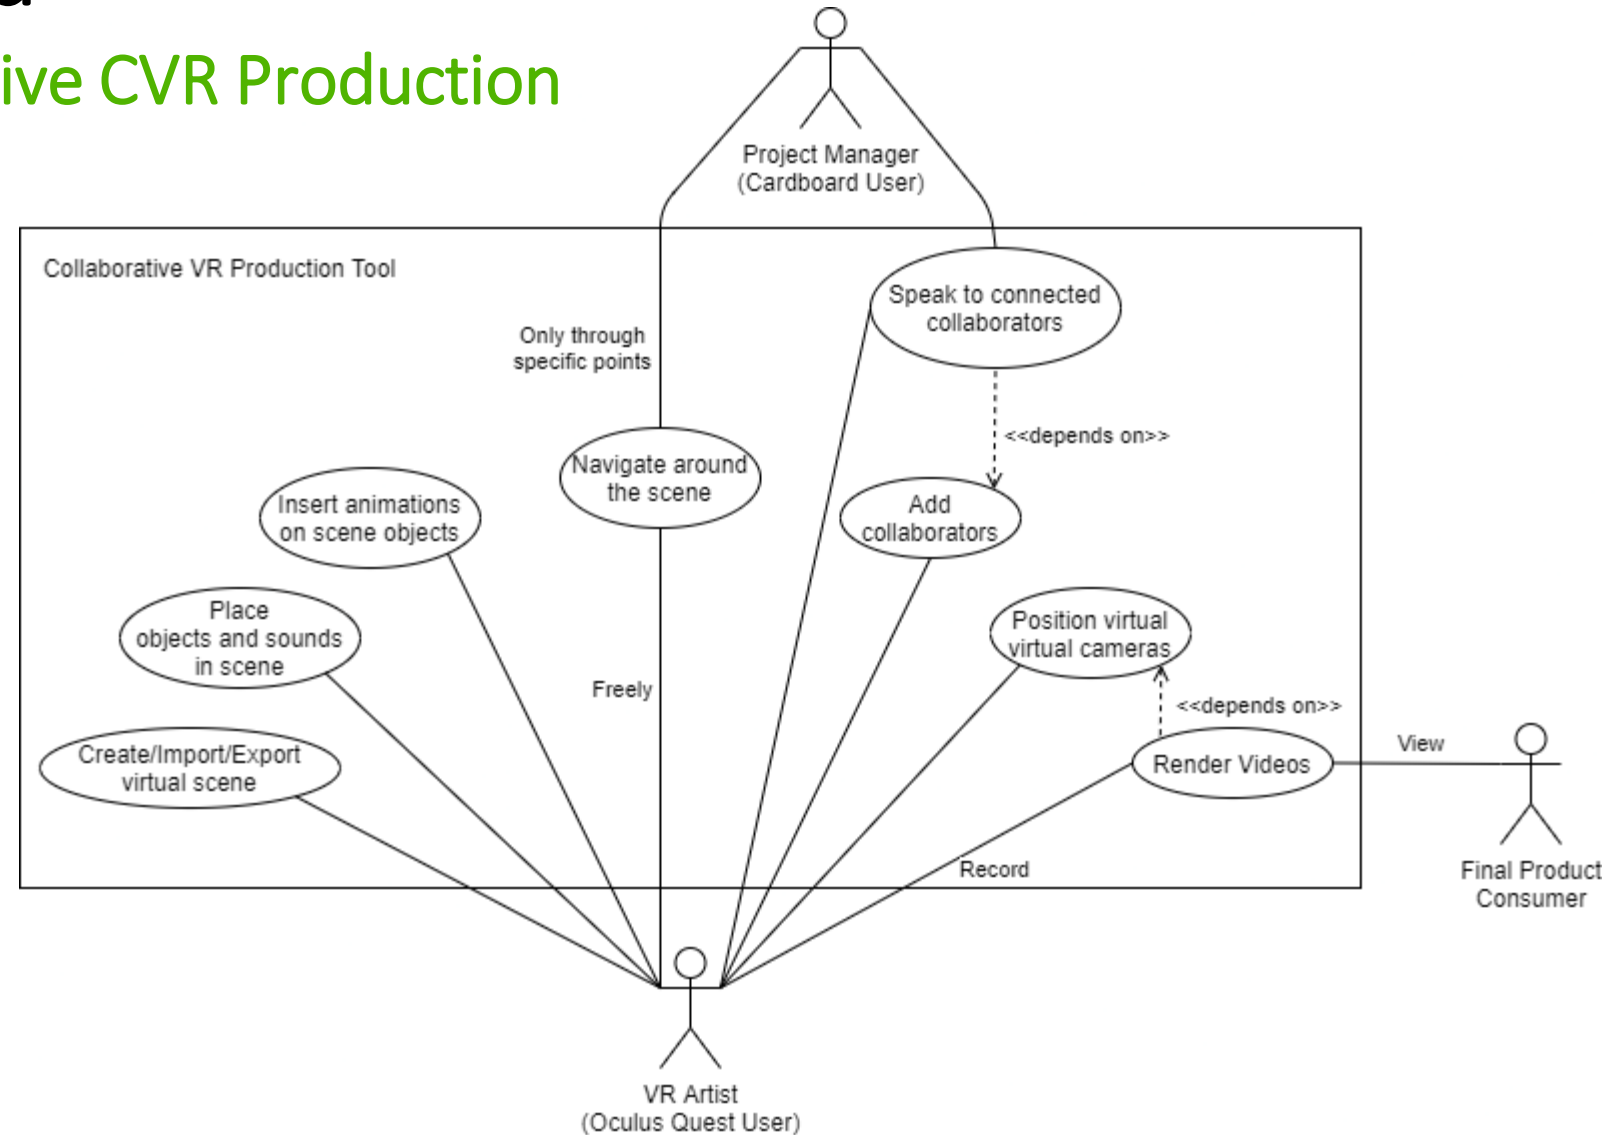 ive CVR Production
Project Manager
(Cardboard User)
Collaborative VR Production Tool
Speak to connected
collaborators
Only through
specific points
<<depends on>>
Navigate around
the scene
Insert animations
on scene objects
Add
collaborators
Place
objects and sounds
in scene
Position virtual
virtual cameras
Freely
<<depends on>>
Create/Import/Export
virtual scene
Render Videos
View
Record
Final Product
Consumer
VR Artist
(Oculus Quest User)